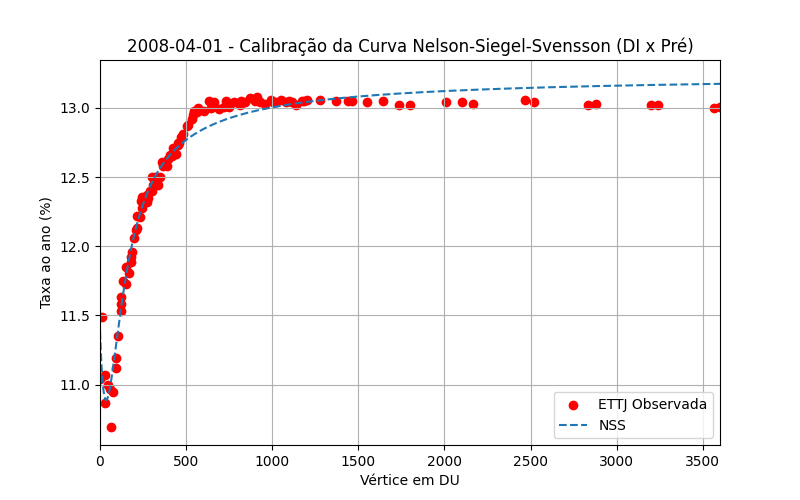 2008-04-01 - Calibração da Curva Nelson-Siegel-Svensson (DI x Pré)
Taxa ao ano (%)
13.0
12.5
12.0
11.5
11.0
ETTJ Observada
NSS
0 500 1000 1500 2000 2500 3000 3500
Vértice em DU